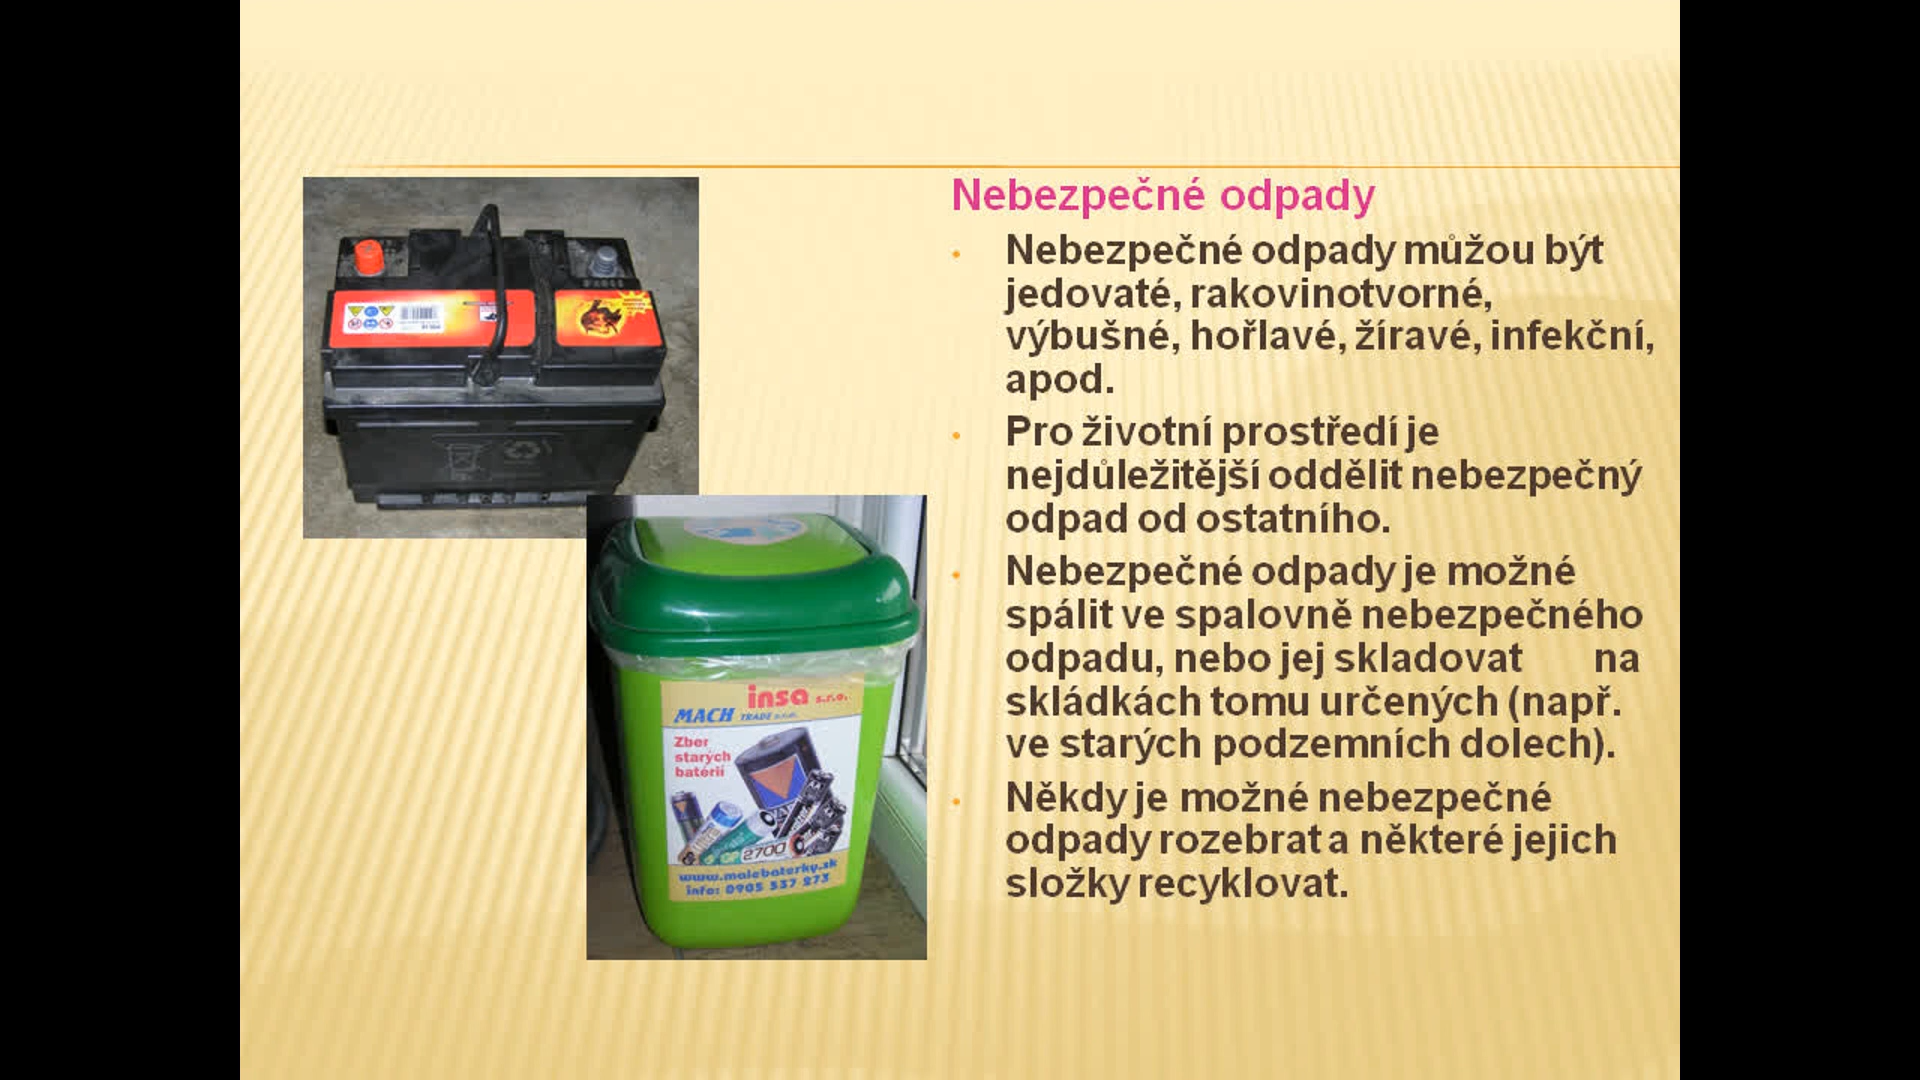 Nebezpečné odpady
• Nebezpečné odpady můžou být
jedovaté, rakovinotvorné,
výbušné, hořlavé, žíravé, infekční,
apod.
• Pro životní prostředí je
nejdůležitější oddělit nebezpečný
odpad od ostatního.
• Nebezpečné odpady je možné
spálit ve spalovně nebezpečného
odpadu, nebo jej skladovat na
skládkách tomu určených (např.
ve starých podzemních dolech).
• Někdy je možné nebezpečné
odpady rozebrat a některé jejich
složky recyklovat.
insa s.r.o.
MACH TRADE s.r.o.
Zber
starých
batérií
GP 2700
www.malebaterky.sk
info: 0905 537 273